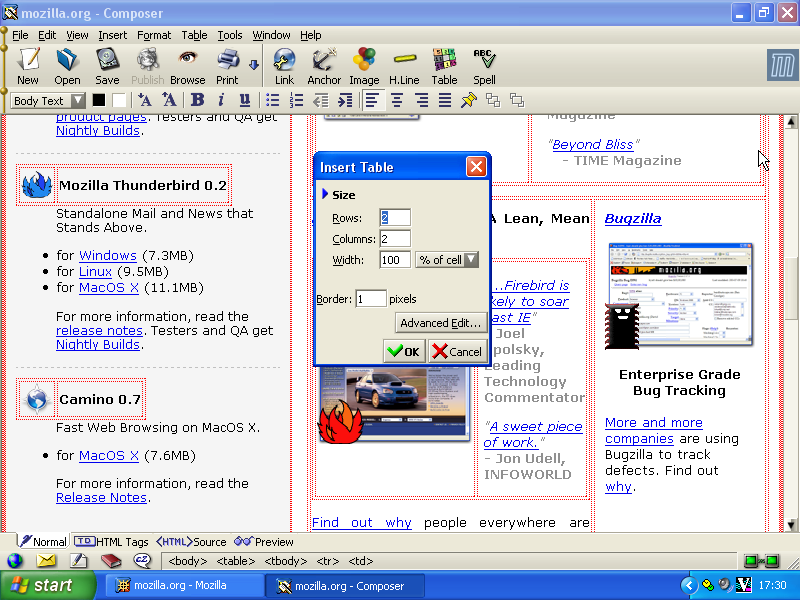 mozilla.org - Composer
File Edit View Insert Format Table Tools Window Help
New Open Save Publish Browse Print Link Anchor Image H.Line Table Spell
Body Text
product pages. Testers and QA get
Nightly Builds.
Mozilla Thunderbird 0.2
Standalone Mail and News that
Stands Above.
for Windows (7.3MB)
for Linux (9.5MB)
for MacOS X (11.1MB)
For more information, read the
release notes. Testers and QA get
Nightly Builds.
Camino 0.7
Fast Web Browsing on MacOS X.
for MacOS X (7.6MB)
For more information, read the
Release Notes.
Magazine
"Beyond Bliss"
- TIME Magazine
Insert Table
Size
Rows: 2
Columns: 2
Width: 100 % of cell
Border: 1 pixels
Advanced Edit...
OK Cancel
A Lean, Mean
..Firebird is
kely to soar
ast IE"
Joel
polsky,
Leading
Technology
Commentator
"A sweet piece
of work."
- Jon Udell,
INFOWORLD
Find out why people everywhere are
Bugzilla
mozilla.org
Enterprise Grade
Bug Tracking
More and more
companies are using
Bugzilla to track
defects. Find out
why.
Normal HTML Tags <HTML> Source Preview
<body> <table> <tbody> <tr> <td>
start mozilla.org - Mozilla mozilla.org - Composer 17:30